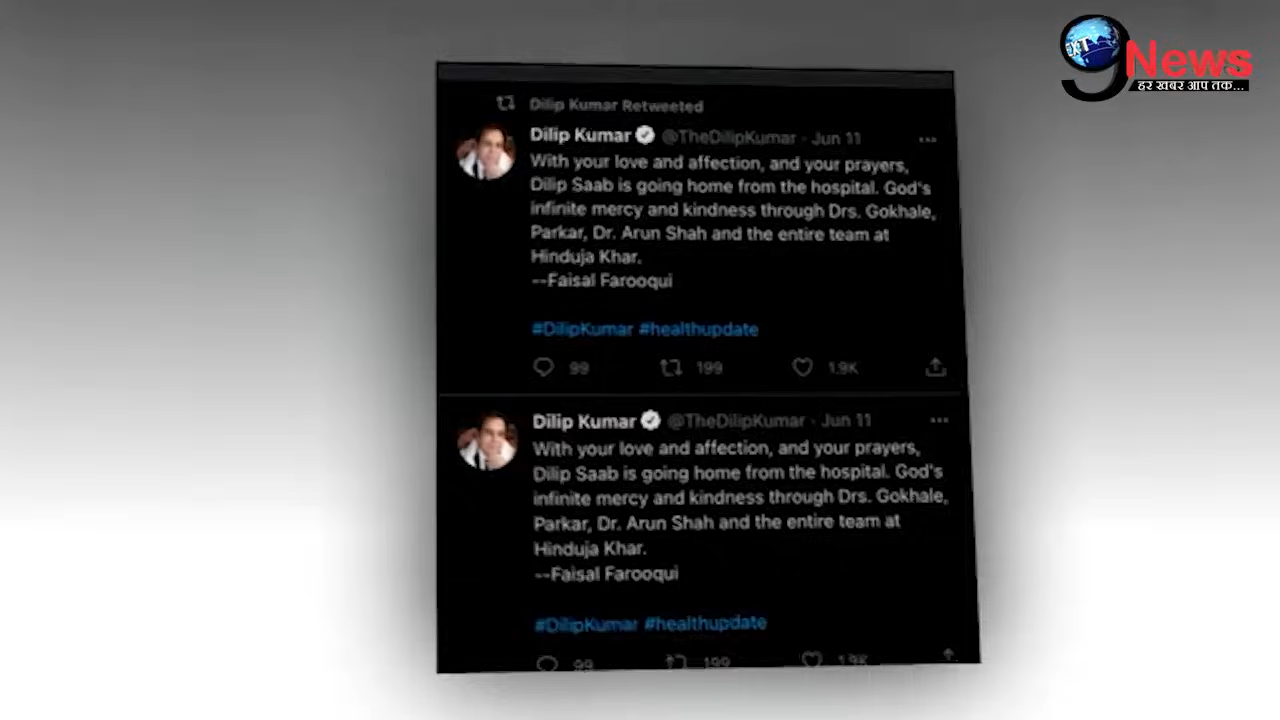 EXT
9 News
हर खबर आप तक...
Dilip Kumar Retweeted
Dilip Kumar @TheDilipKumar · Jun 11
With your love and affection, and your prayers,
Dilip Saab is going home from the hospital. God's
infinite mercy and kindness through Drs. Gokhale,
Parkar, Dr. Arun Shah and the entire team at
Hinduja Khar.
--Faisal Farooqui
#DilipKumar #healthupdate
99 199 1.9K
Dilip Kumar @TheDilipKumar · Jun 11
With your love and affection, and your prayers,
Dilip Saab is going home from the hospital. God's
infinite mercy and kindness through Drs. Gokhale,
Parkar, Dr. Arun Shah and the entire team at
Hinduja Khar.
--Faisal Farooqui
#DilipKumar #healthupdate
99 199 1.9K